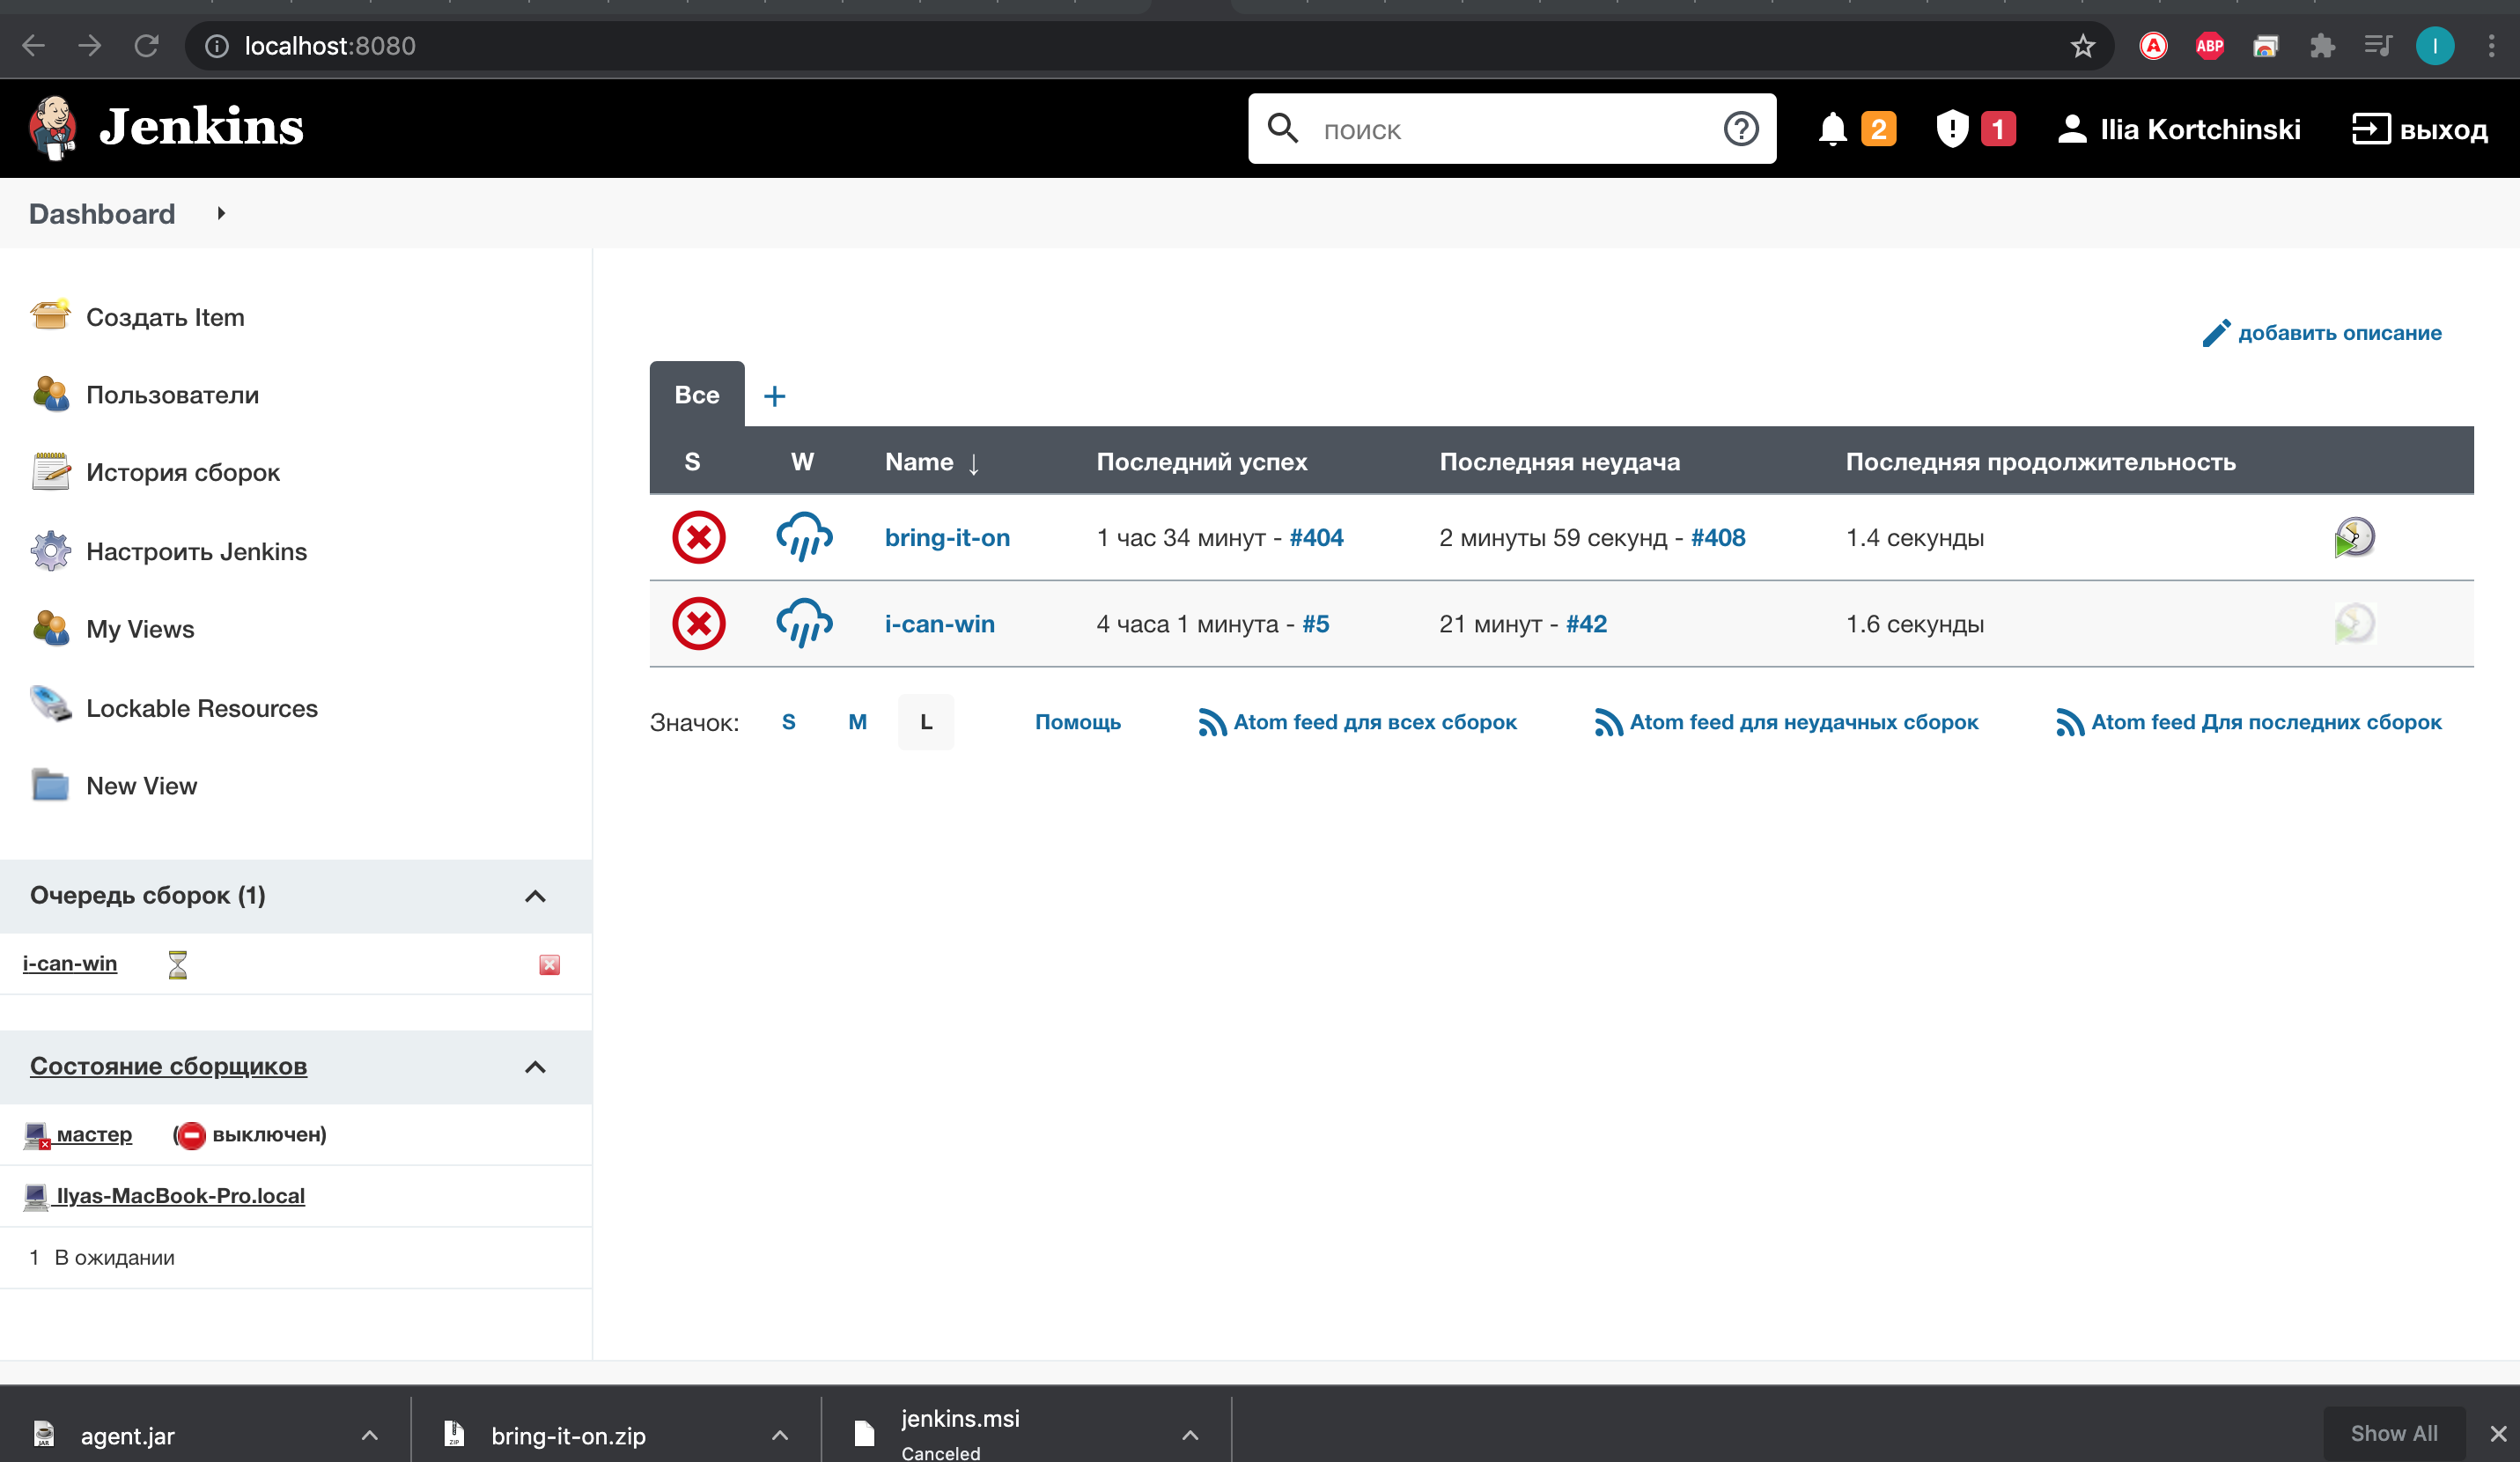 localhost:8080
ABP
I
Jenkins
поиск
2
1
Ilia Kortchinski
выход
Dashboard
Создать Item
Пользователи
История сборок
Настроить Jenkins
My Views
Lockable Resources
New View
Очередь сборок (1)
i-can-win
Состояние сборщиков
мастер ( выключен)
Ilyas-MacBook-Pro.local
1 В ожидании
добавить описание
Все +
S W Name ↓ Последний успех Последняя неудача Последняя продолжительность
bring-it-on 1 час 34 минут - #404 2 минуты 59 секунд - #408 1.4 секунды
i-can-win 4 часа 1 минута - #5 21 минут - #42 1.6 секунды
Значок: S M L Помощь Atom feed для всех сборок Atom feed для неудачных сборок Atom feed Для последних сборок
JAR
agent.jar
ZIP
bring-it-on.zip
jenkins.msi
Canceled
Show All